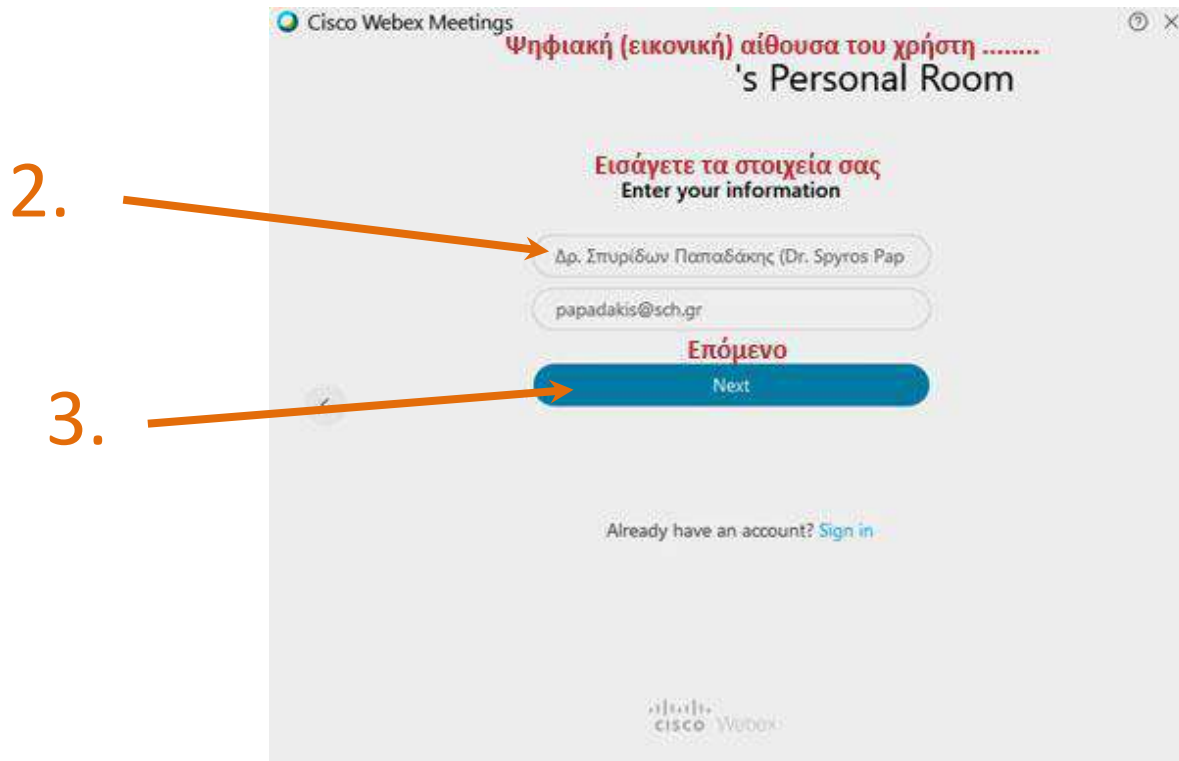 Cisco Webex Meetings
Ψηφιακή (εικονική) αίθουσα του χρήστη ........
's Personal Room
Εισάγετε τα στοιχεία σας
Enter your information
2.
Δρ. Σπυρίδων Παπαδάκης (Dr. Spyros Pap
papadakis@sch.gr
Επόμενο
Next
3.
Already have an account? Sign in
cisco Webex